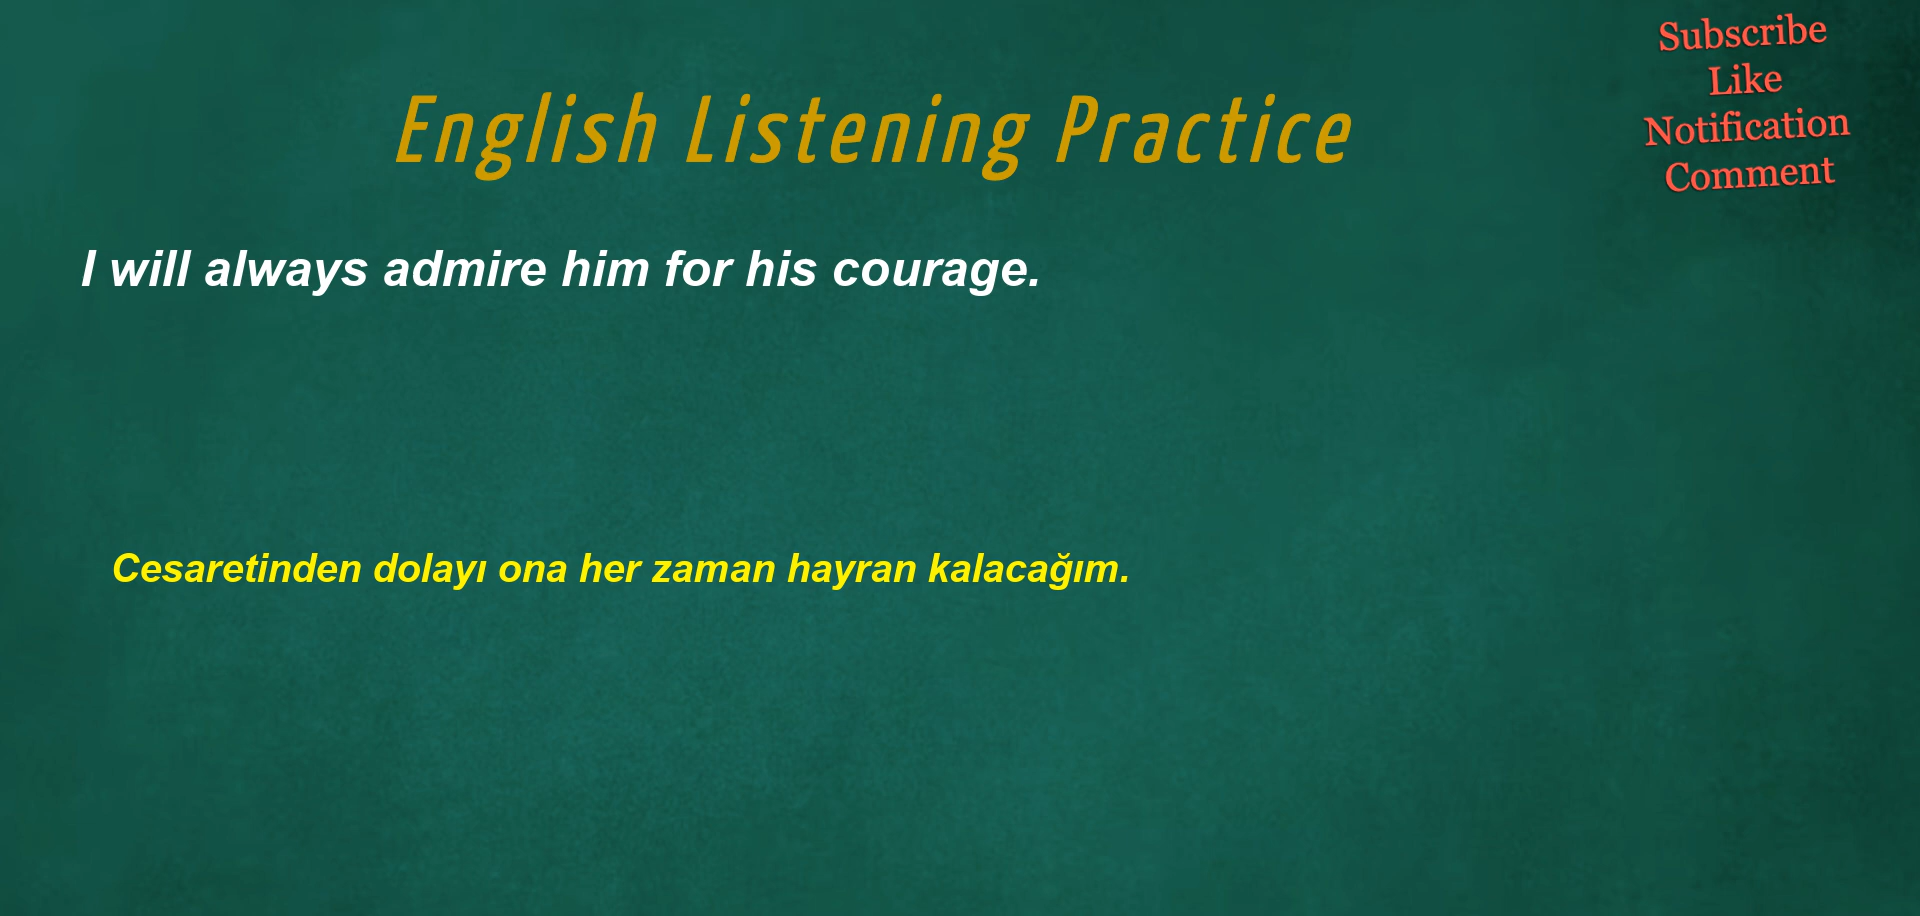 Subscribe
Like
Notification
Comment
English Listening Practice
I will always admire him for his courage.
Cesaretinden dolayı ona her zaman hayran kalacağım.